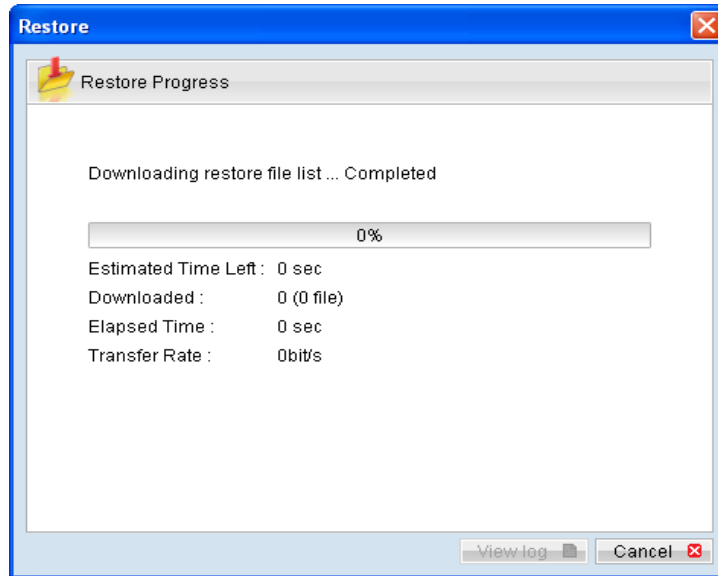 Restore
Restore Progress
Downloading restore file list ... Completed
0%
Estimated Time Left : 0 sec
Downloaded : 0 (0 file)
Elapsed Time : 0 sec
Transfer Rate : 0bit/s
View log Cancel